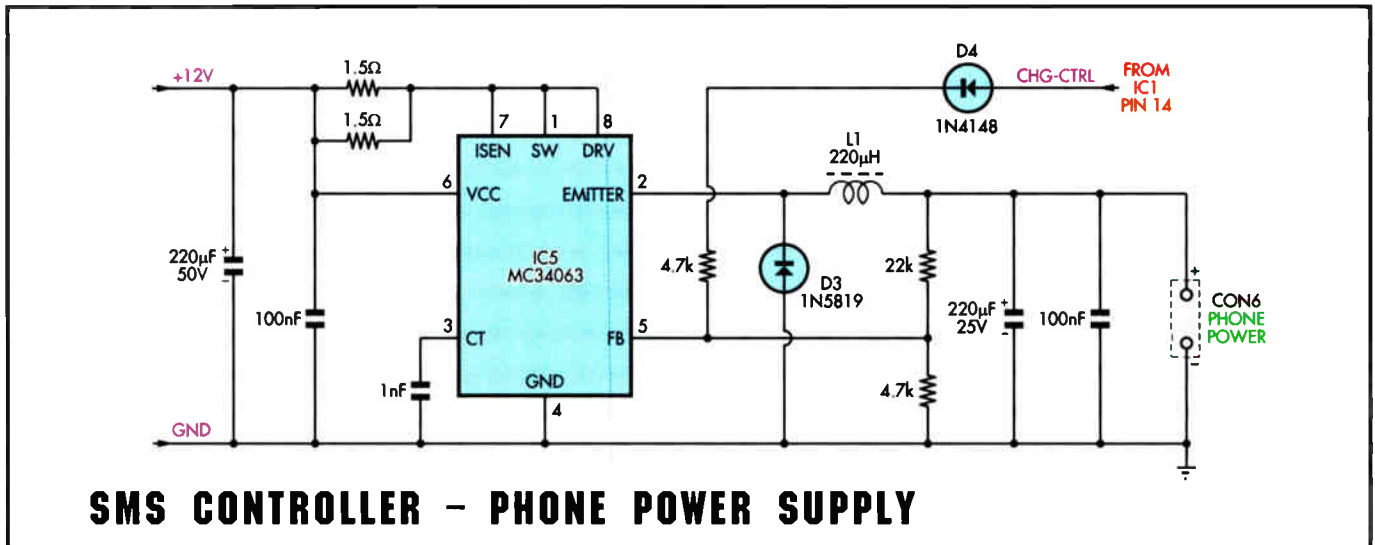 +12V
1.5Ω
1.5Ω
D4
1N4148
CHG-CTRL
FROM
IC1
PIN 14
7
1
8
ISEN
SW
DRV
6
VCC
EMITTER
2
L1
220µH
IC5
MC34063
220µF
50V
+
-
100nF
4.7k
D3
1N5819
22k
220µF
25V
+
-
100nF
+
CON6
PHONE
POWER
-
3
CT
FB
5
1nF
GND
4
4.7k
GND
SMS CONTROLLER – PHONE POWER SUPPLY